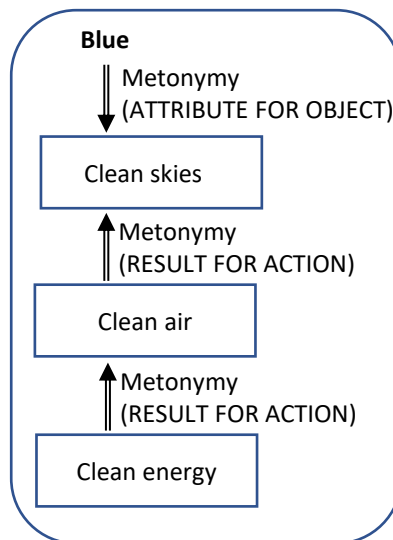 Blue
Metonymy
(ATTRIBUTE FOR OBJECT)
Clean skies
Metonymy
(RESULT FOR ACTION)
Clean air
Metonymy
(RESULT FOR ACTION)
Clean energy